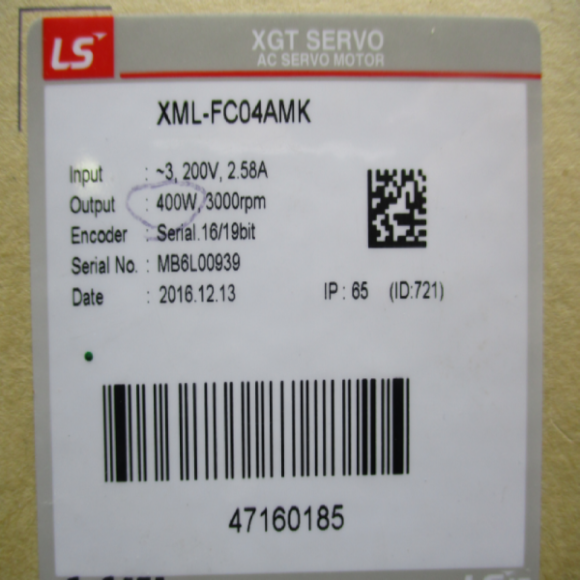 LS
XGT SERVO
AC SERVO MOTOR
XML-FC04AMK
Input : ~3, 200V, 2.58A
Output : 400W, 3000rpm
Encoder : Serial.16/19bit
Serial No. : MB6L00939
Date : 2016.12.13 IP : 65 (ID:721)
47160185